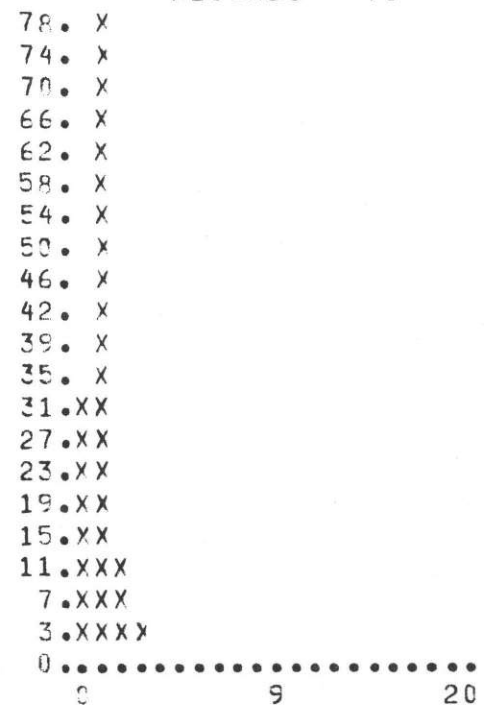 78. X
74. X
70. X
66. X
62. X
58. X
54. X
50. X
46. X
42. X
39. X
35. X
31.XX
27.XX
23.XX
19.XX
15.XX
11.XXX
7.XXX
3.XXXX
0....................
0 9 20